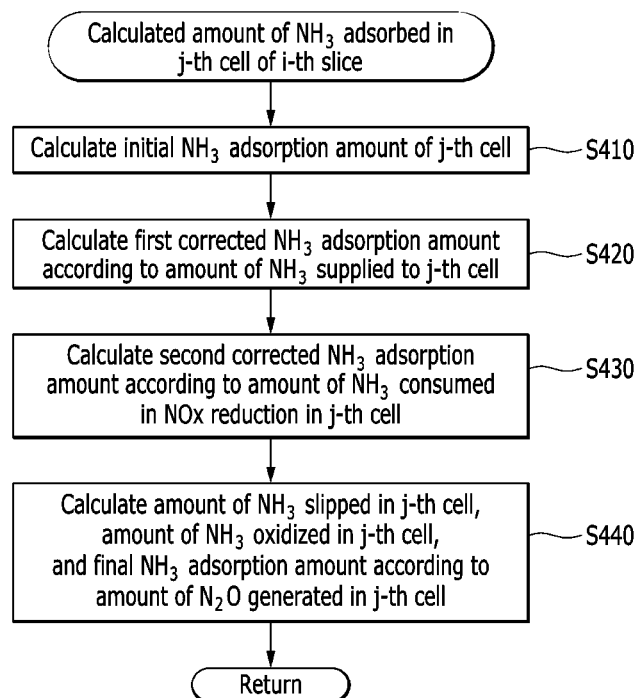 Calculated amount of NH₃ adsorbed in
j-th cell of i-th slice
Calculate initial NH₃ adsorption amount of j-th cell
S410
Calculate first corrected NH₃ adsorption amount
according to amount of NH₃ supplied to j-th cell
S420
Calculate second corrected NH₃ adsorption
amount according to amount of NH₃ consumed
in NOx reduction in j-th cell
S430
Calculate amount of NH₃ slipped in j-th cell,
amount of NH₃ oxidized in j-th cell,
and final NH₃ adsorption amount according to
amount of N₂O generated in j-th cell
S440
Return